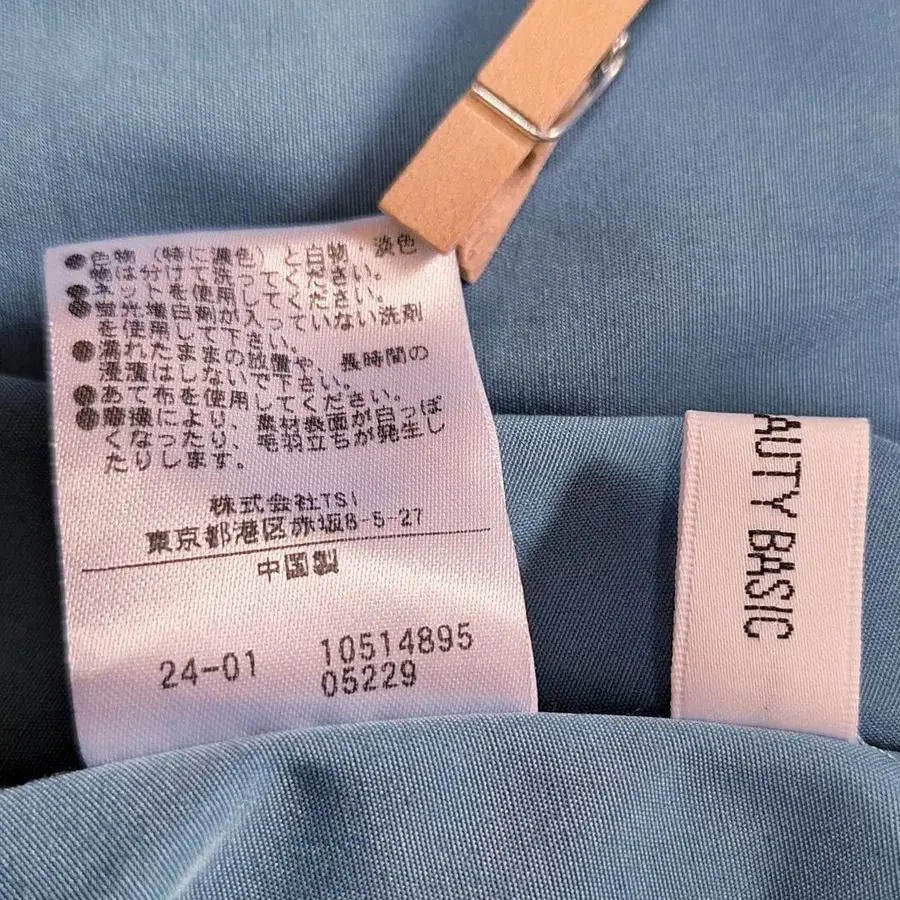 ●色物(特に濃色)と白物、淡色
物は分けて洗ってください。
●ネットを使用してください。
●蛍光増白剤が入っていない洗剤
を使用して下さい。
●濡れたままの放置や、長時間の
浸漬はしないで下さい。
●あて布を使用してください。
●摩擦により、素材表面が白っぽ
くなったり、毛羽立ちが発生し
たりします。
株式会社TSI
東京都港区赤坂8-5-27
中国製
24-01 10514895
05229
AUTY BASIC